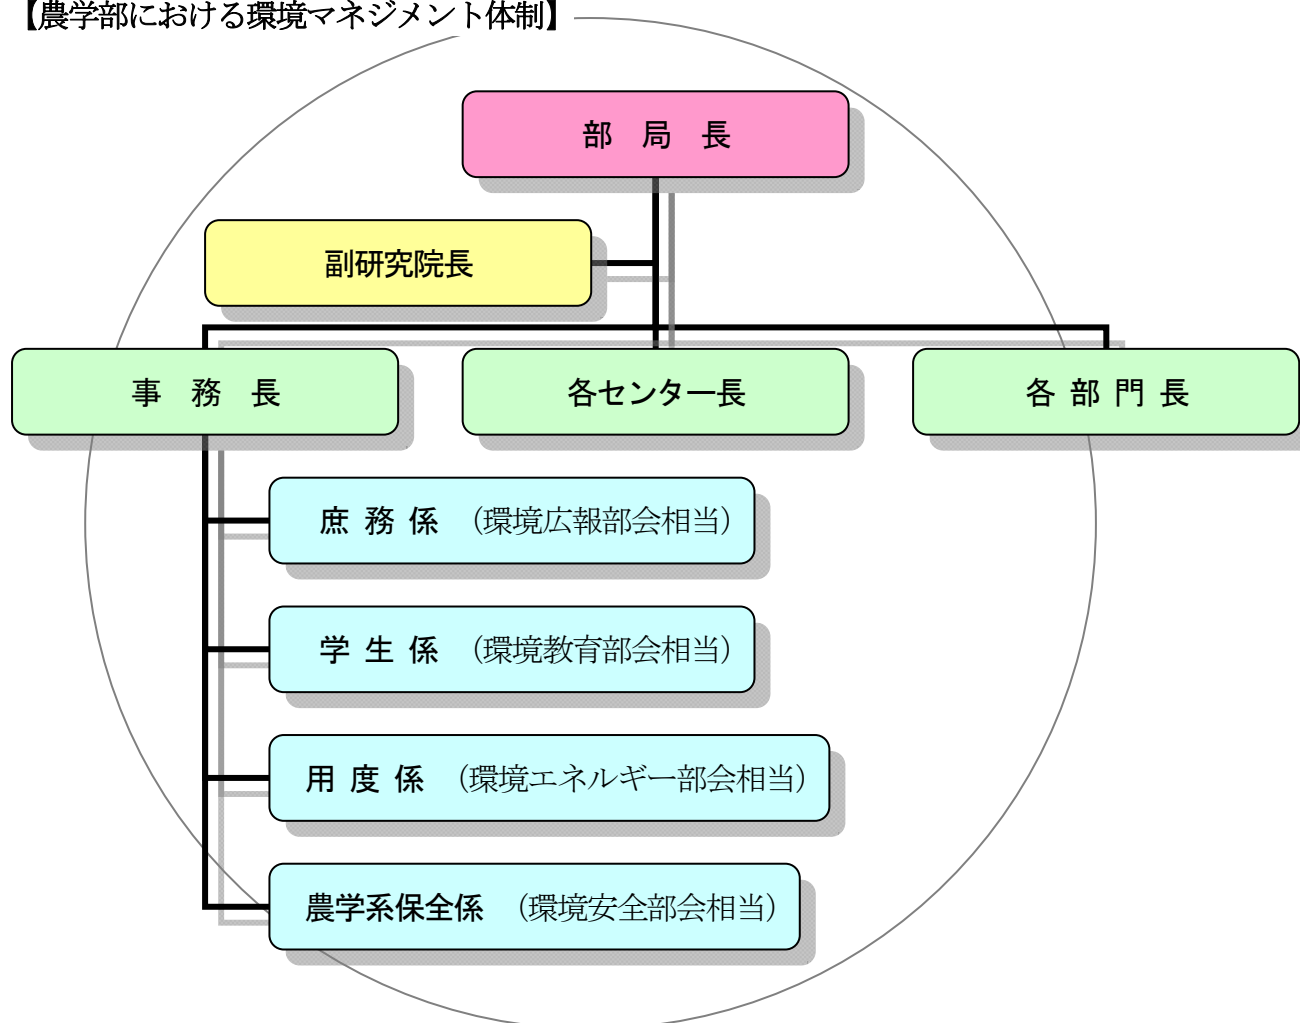 【農学部における環境マネジメント体制】
部　局　長
副研究院長
事　務　長
各センター長
各 部 門 長
庶 務 係　（環境広報部会相当）
学 生 係　（環境教育部会相当）
用 度 係　（環境エネルギー部会相当）
農学系保全係　（環境安全部会相当）